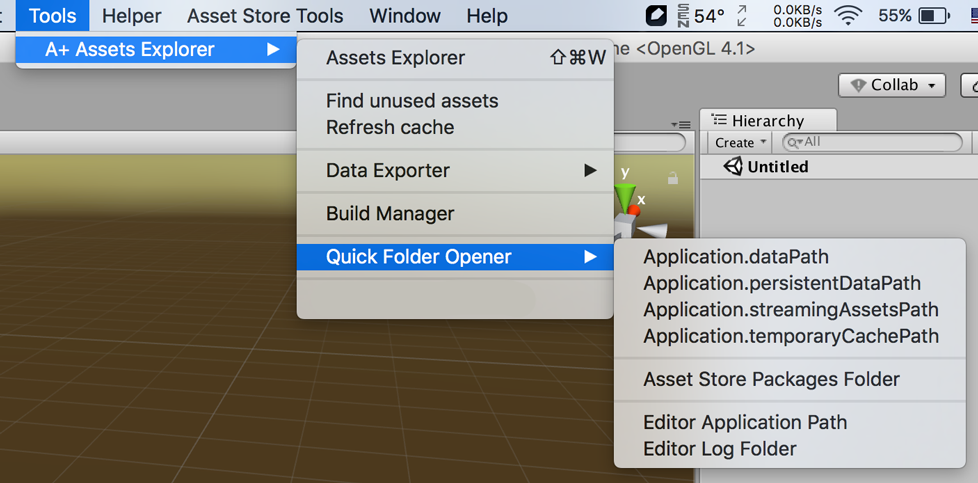 Tools Helper Asset Store Tools Window Help SEN 54° 0.0KB/s 55%
0.0KB/s
A+ Assets Explorer
<OpenGL 4.1>
Assets Explorer ⇧⌘W
Collab
Find unused assets
Refresh cache
Hierarchy
Create All
Data Exporter
Untitled
y
x
Build Manager
Quick Folder Opener
Application.dataPath
Application.persistentDataPath
Application.streamingAssetsPath
Application.temporaryCachePath
Asset Store Packages Folder
Editor Application Path
Editor Log Folder